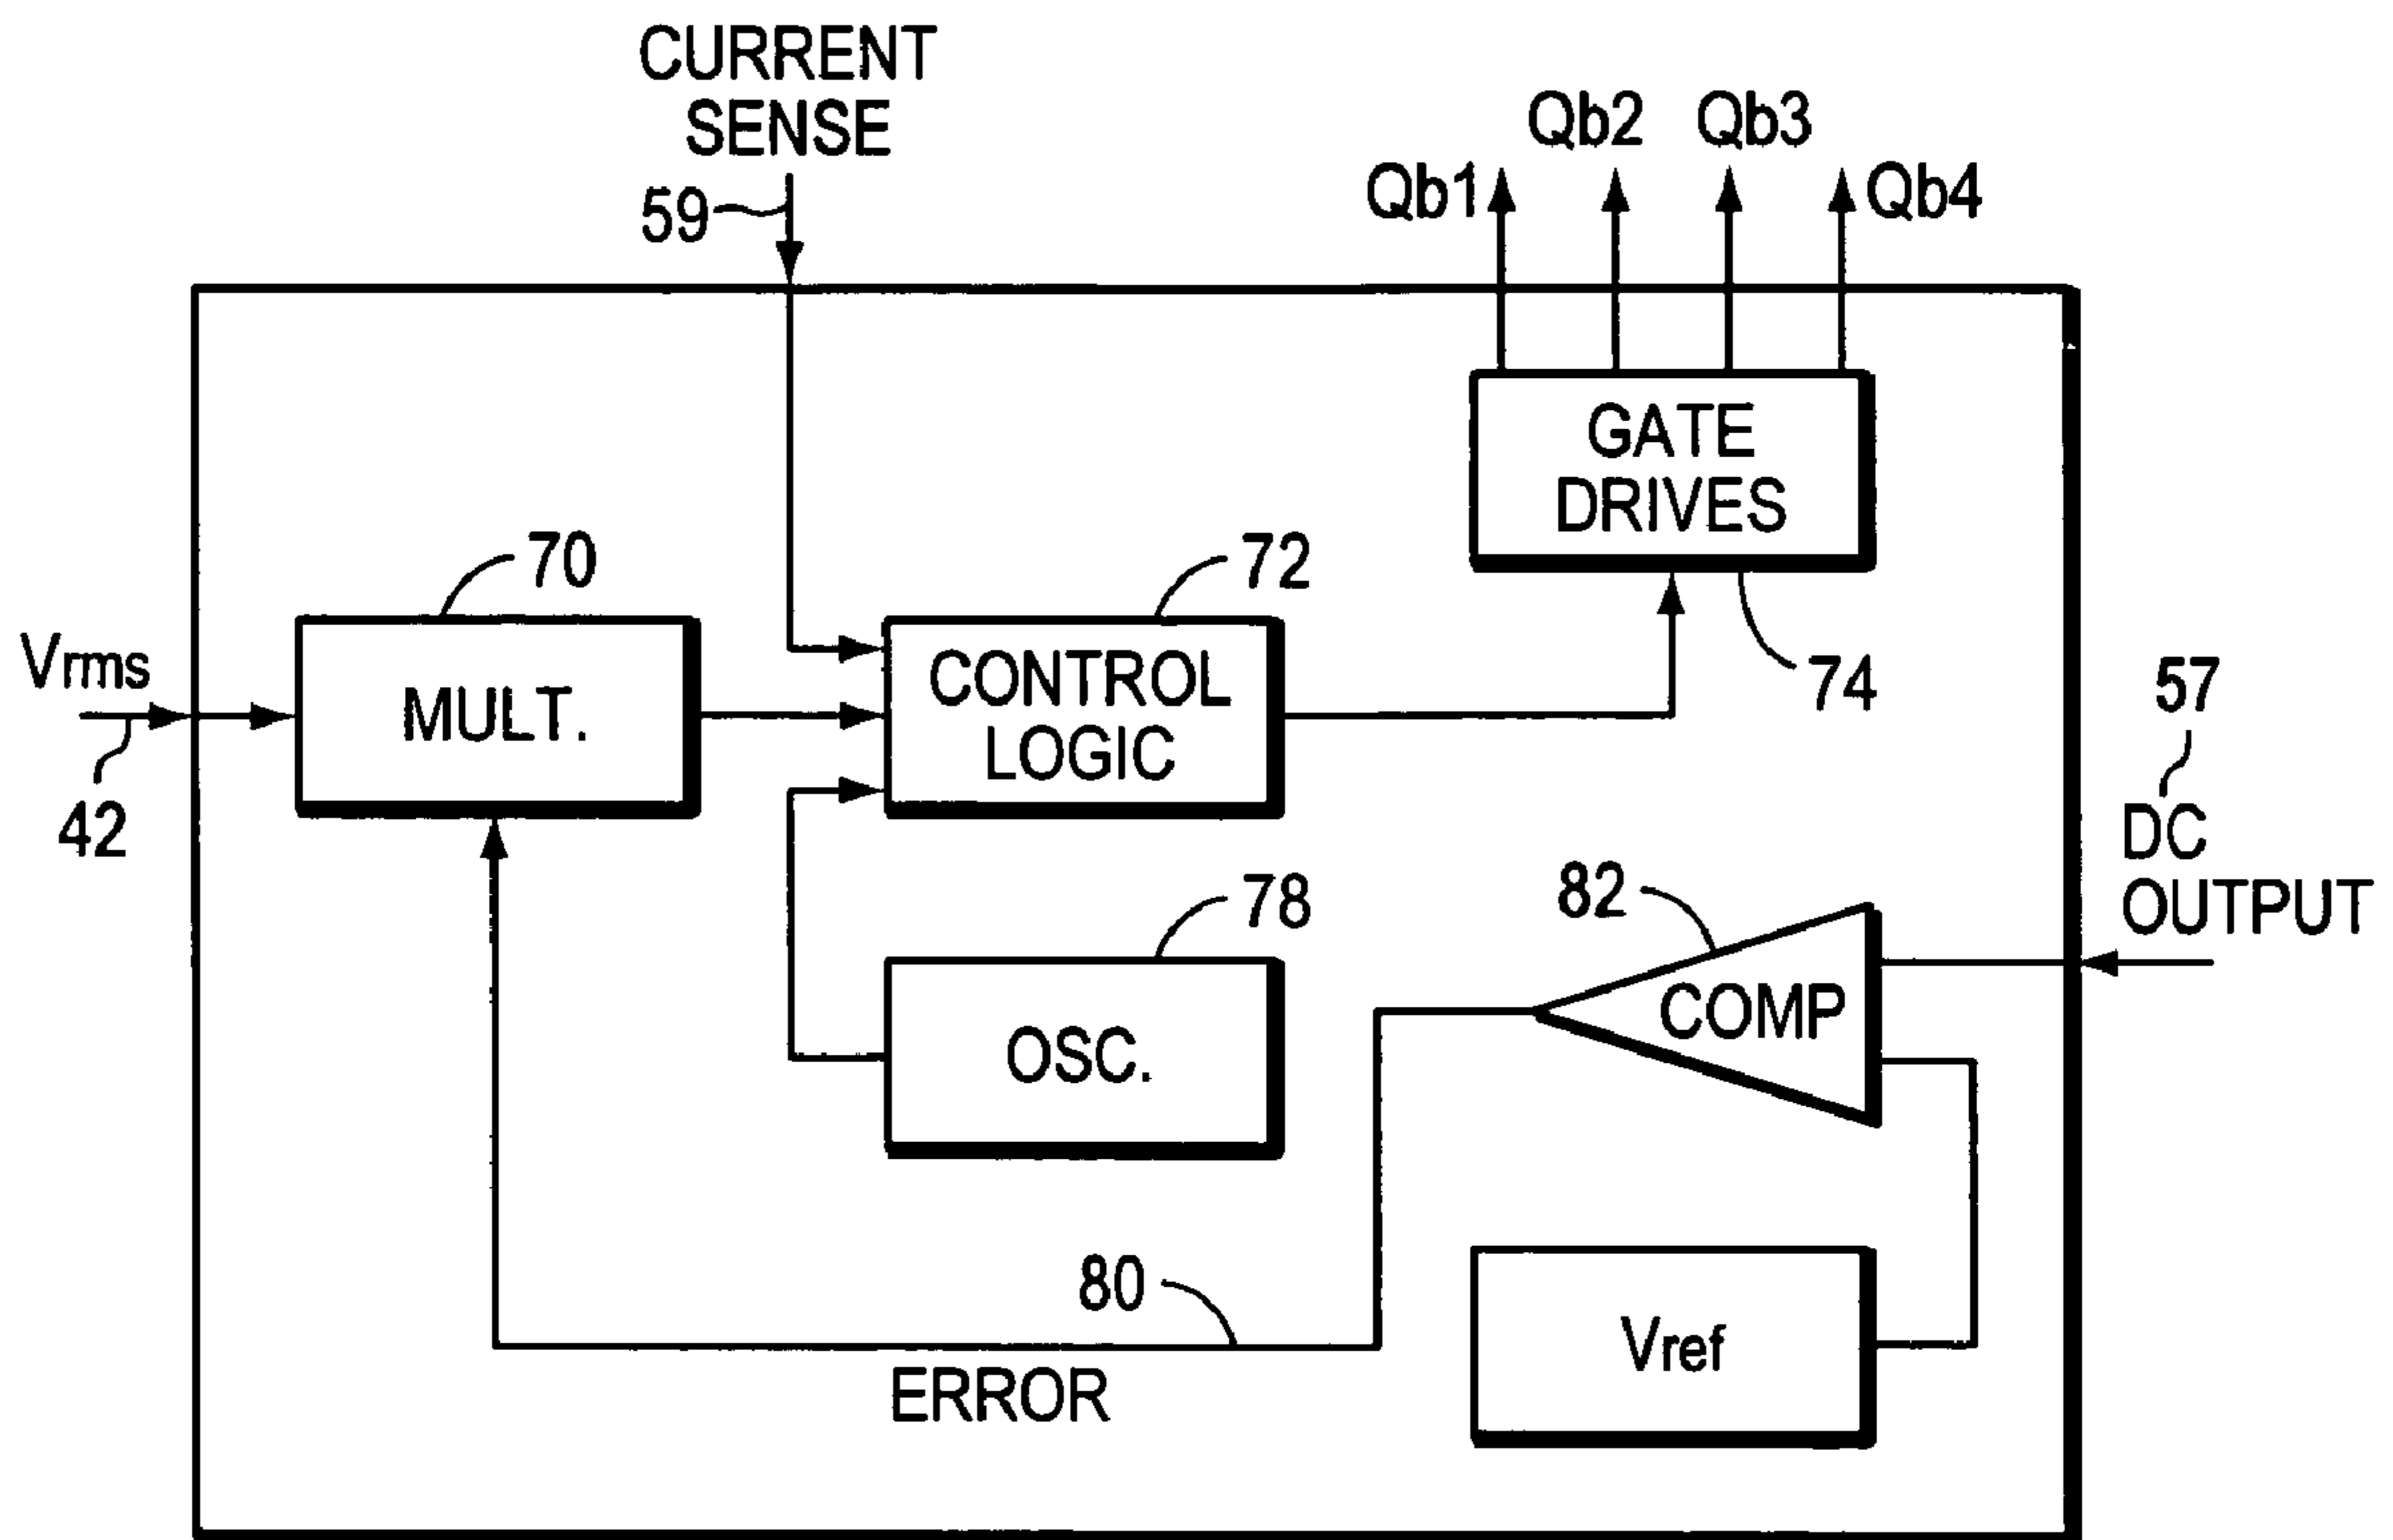 CURRENT
SENSE
59
Qb1
Qb2
Qb3
Qb4
GATE
DRIVES
74
70
72
Vrms
42
MULT.
CONTROL
LOGIC
57
DC
OUTPUT
78
OSC.
82
COMP
80
ERROR
Vref